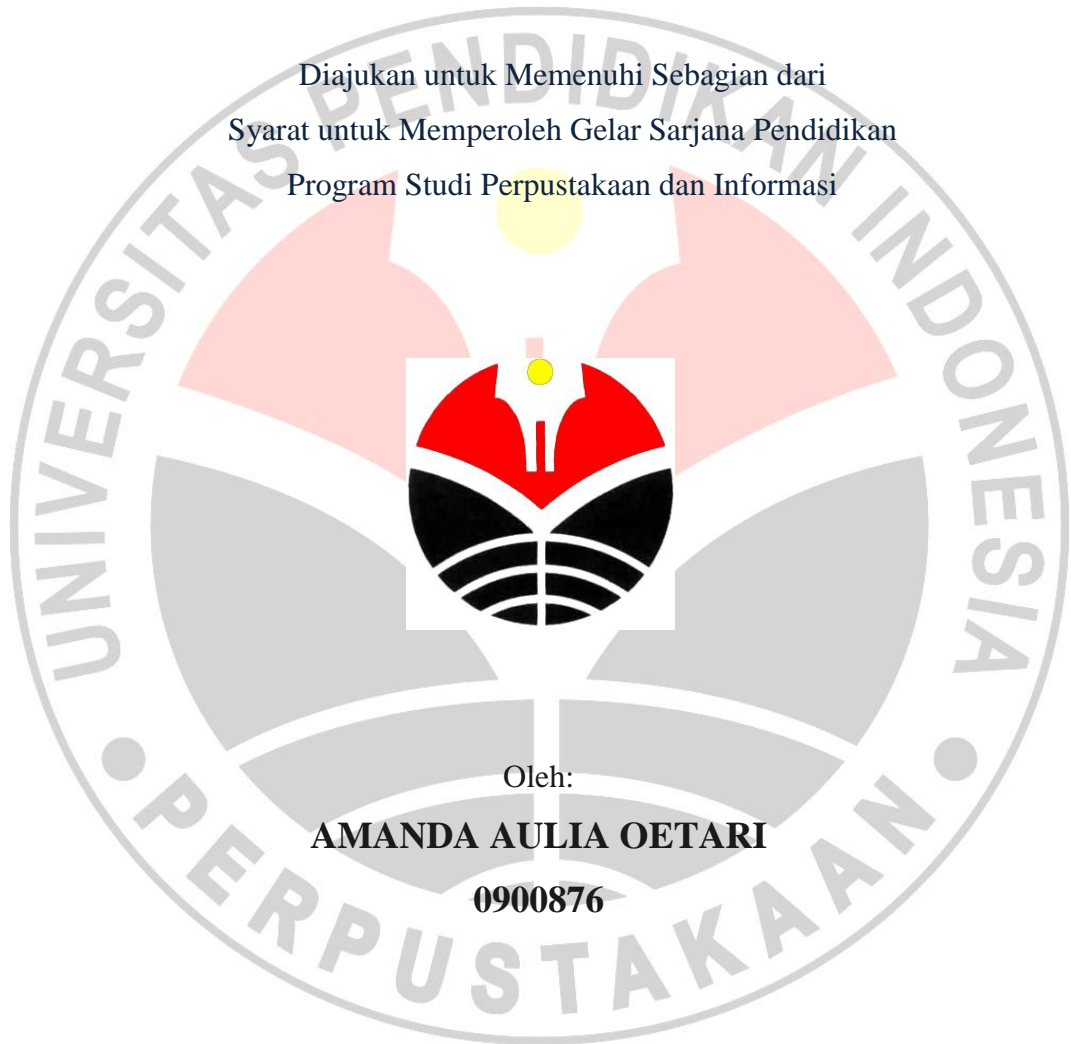 Diajukan untuk Memenuhi Sebagian dari
Syarat untuk Memperoleh Gelar Sarjana Pendidikan
Program Studi Perpustakaan dan Informasi
Oleh:
AMANDA AULIA OETARI
0900876
UNIVERSITAS PENDIDIKAN INDONESIA
PERPUSTAKAAN